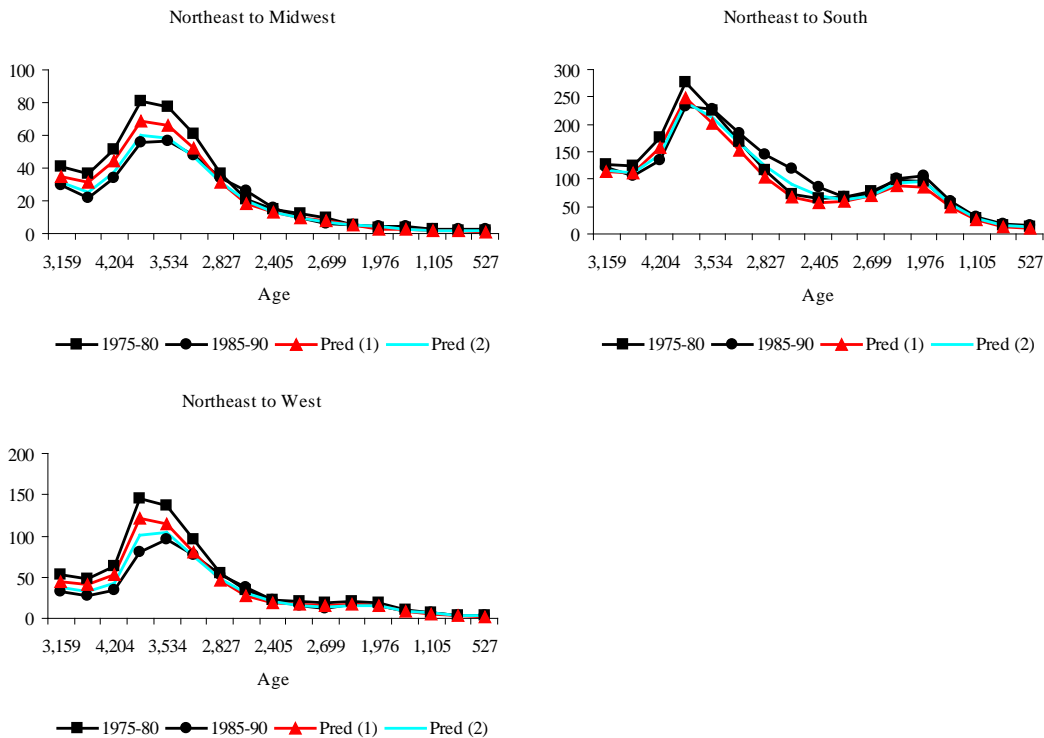 Northeast to Midwest
100
80
60
40
20
0
3,159 4,204 3,534 2,827 2,405 2,699 1,976 1,105 527
Age
1975-80 1985-90 Pred (1) Pred (2)
Northeast to South
300
250
200
150
100
50
0
3,159 4,204 3,534 2,827 2,405 2,699 1,976 1,105 527
Age
1975-80 1985-90 Pred (1) Pred (2)
Northeast to West
200
150
100
50
0
3,159 4,204 3,534 2,827 2,405 2,699 1,976 1,105 527
Age
1975-80 1985-90 Pred (1) Pred (2)